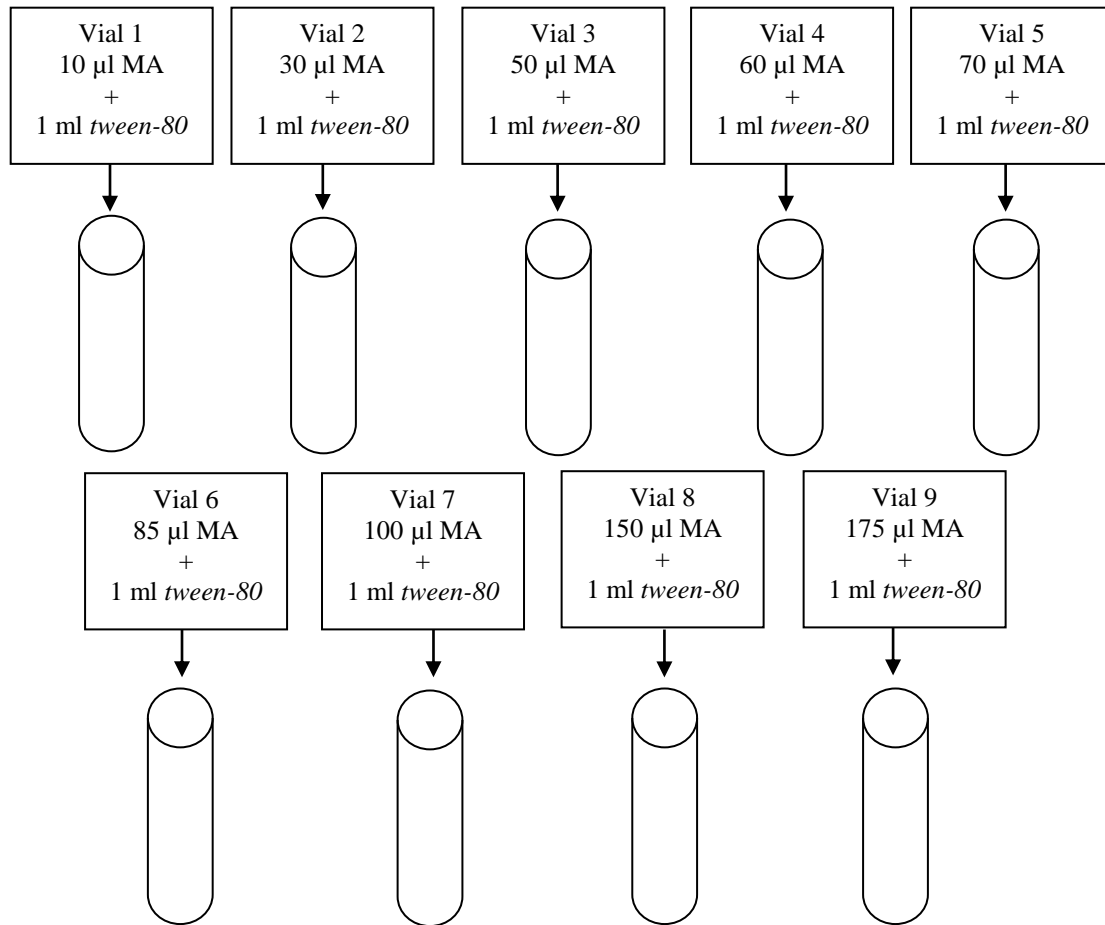 Vial 1
10 µl MA
+
1 ml tween-80
Vial 2
30 µl MA
+
1 ml tween-80
Vial 3
50 µl MA
+
1 ml tween-80
Vial 4
60 µl MA
+
1 ml tween-80
Vial 5
70 µl MA
+
1 ml tween-80
Vial 6
85 µl MA
+
1 ml tween-80
Vial 7
100 µl MA
+
1 ml tween-80
Vial 8
150 µl MA
+
1 ml tween-80
Vial 9
175 µl MA
+
1 ml tween-80